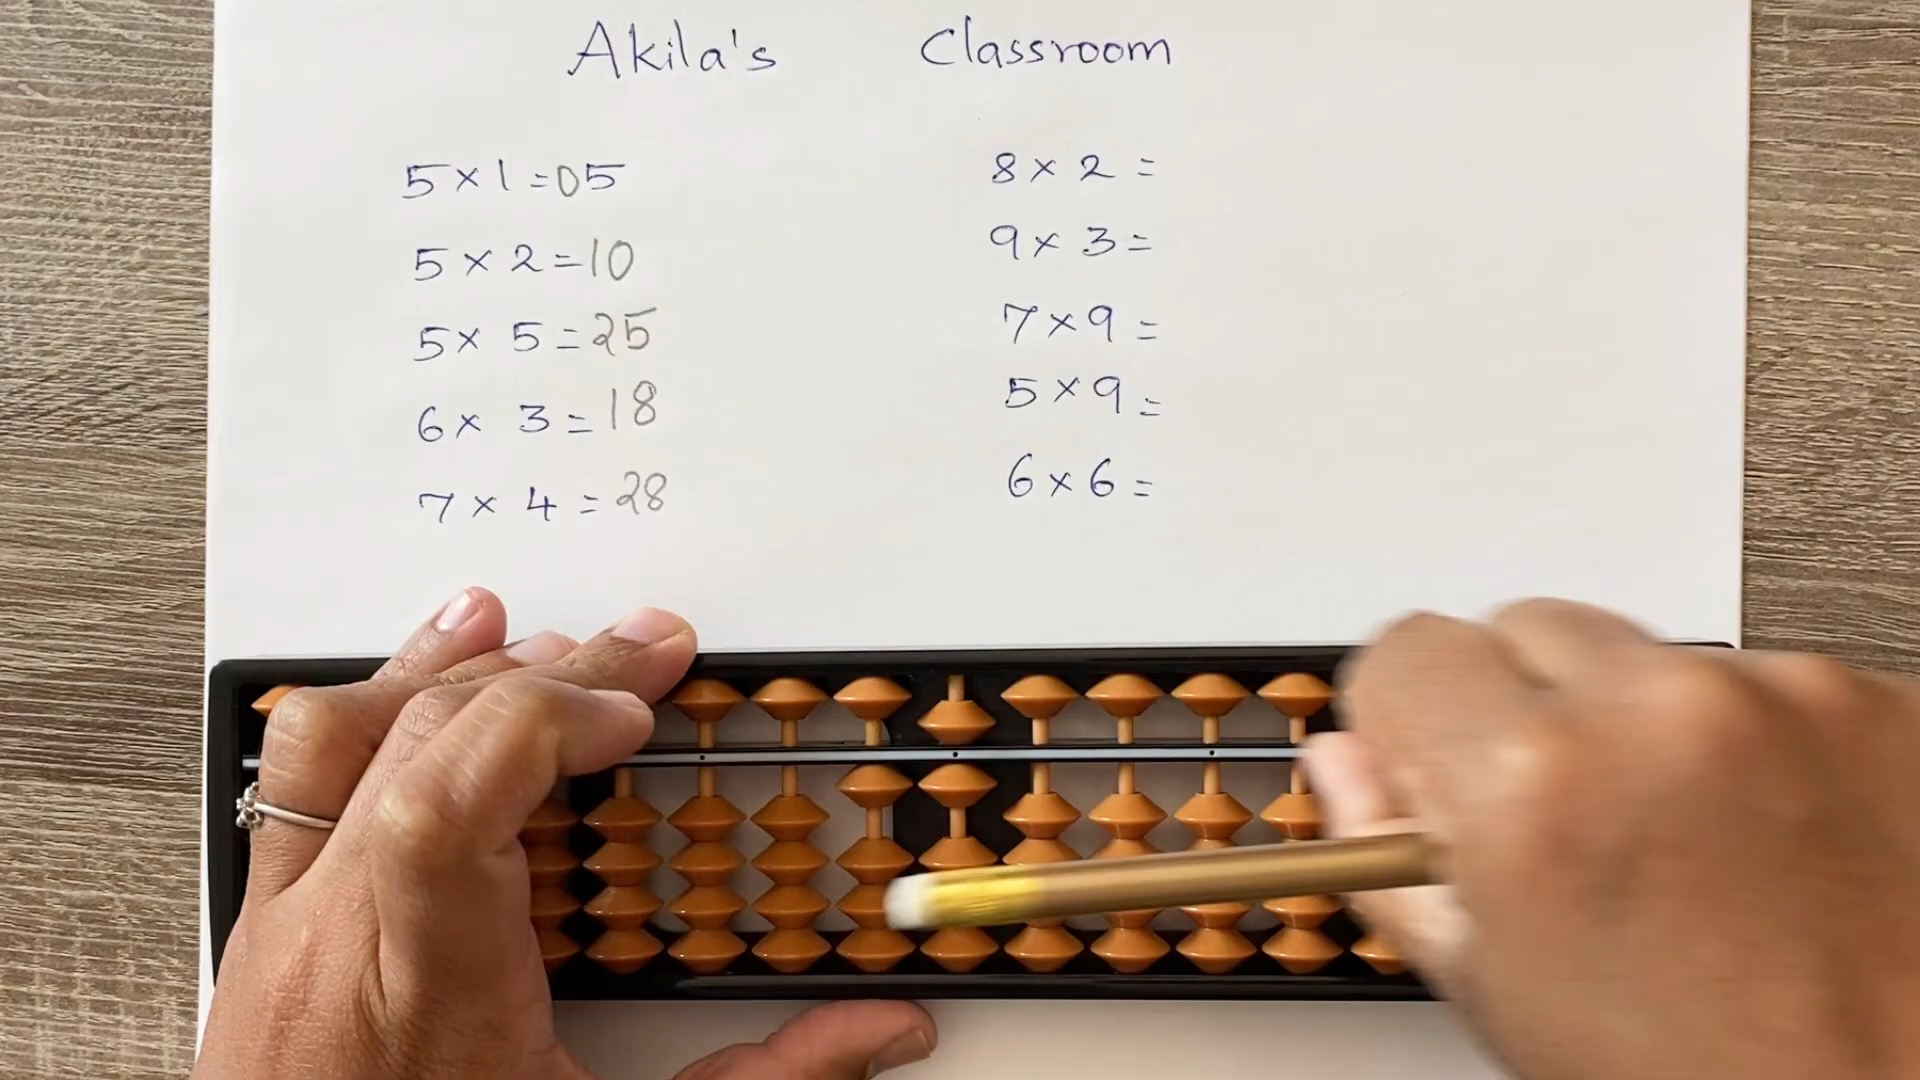 Akila's Classroom
5 × 1 = 05
5 × 2 = 10
5 × 5 = 25
6 × 3 = 18
7 × 4 = 28
8 × 2 =
9 × 3 =
7 × 9 =
5 × 9 =
6 × 6 =